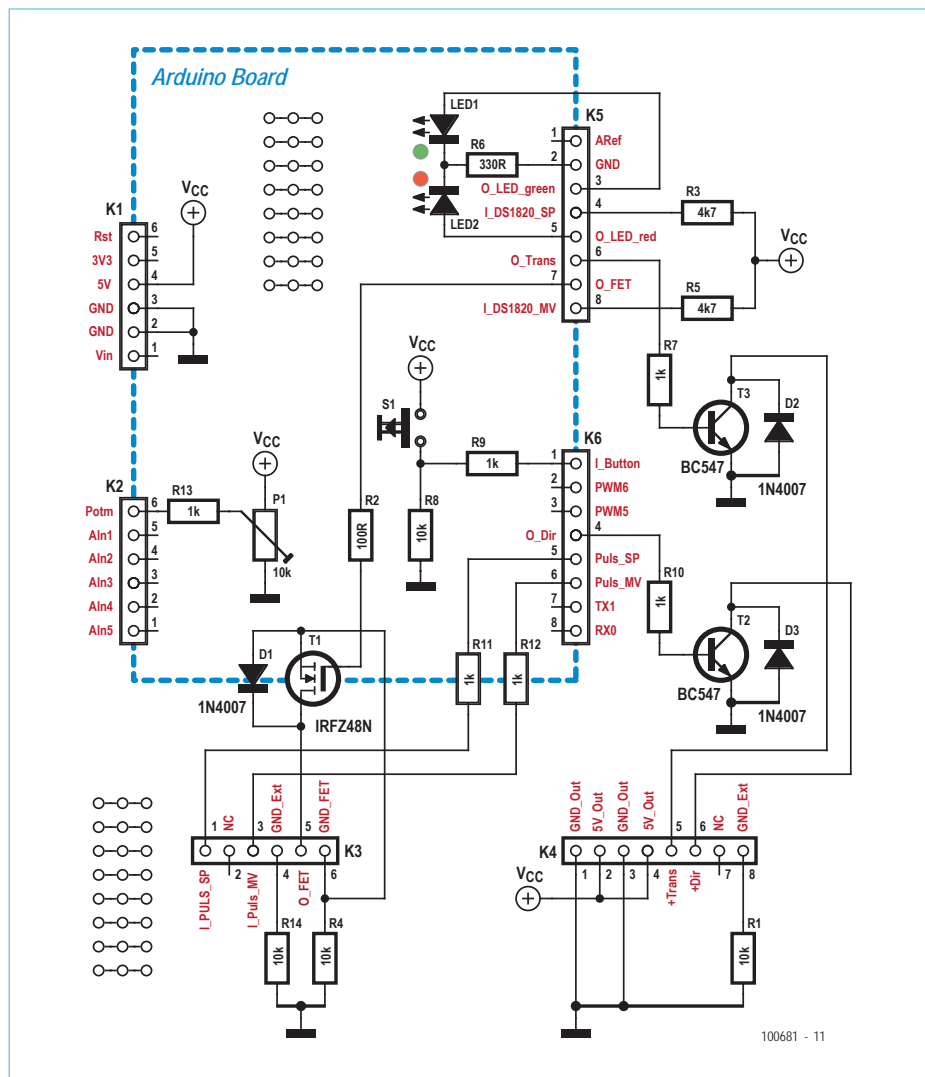 Arduino Board
LED1
R6
330R
LED2
K5
1 ARef
2 GND
O_LED_green 3
I_DS1820_SP 4
5 O_LED_red
O_Trans 6
7 O_FET
I_DS1820_MV 8
R3
4k7
VCC
R5
4k7
VCC
K1
Rst 6
3V3 5
5V 4
GND 3
GND 2
Vin 1
R7
1k
T3
D2
BC547
1N4007
VCC
S1
R9
1k
K6
1 I_Button
2 PWM6
3 PWM5
O_Dir 4
5 Puls_SP
6 Puls_MV
7 TX1
8 RX0
VCC
K2
Potm 6
AIn1 5
AIn2 4
AIn3 3
AIn4 2
AIn5 1
R13
1k
P1
10k
R2
100R
R8
10k
R10
1k
T2
D3
BC547
1N4007
D1
T1
1N4007
IRFZ48N
R11
1k
R12
1k
K3
1 I_PULS_SP
2 NC
3 I_Puls_MV
4 GND_Ext
5 O_FET
6 GND_FET
R14
10k
R4
10k
K4
1 GND_Out
2 5V_Out
3 GND_Out
4 5V_Out
5 +Trans
6 +Dir
7 NC
8 GND_Ext
VCC
R1
10k
100681 - 11